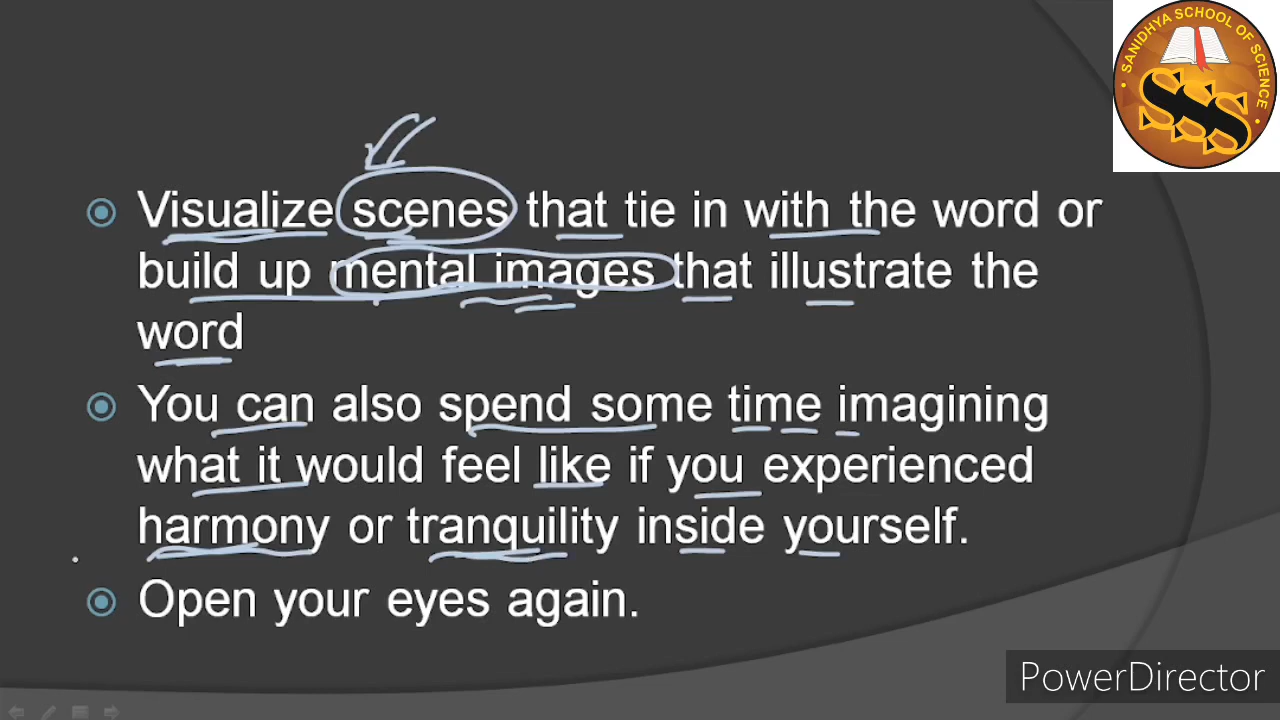 SANIDHYA SCHOOL OF SCIENCE
SSS
Visualize scenes that tie in with the word or
build up mental images that illustrate the
word
You can also spend some time imagining
what it would feel like if you experienced
harmony or tranquility inside yourself.
Open your eyes again.
PowerDirector